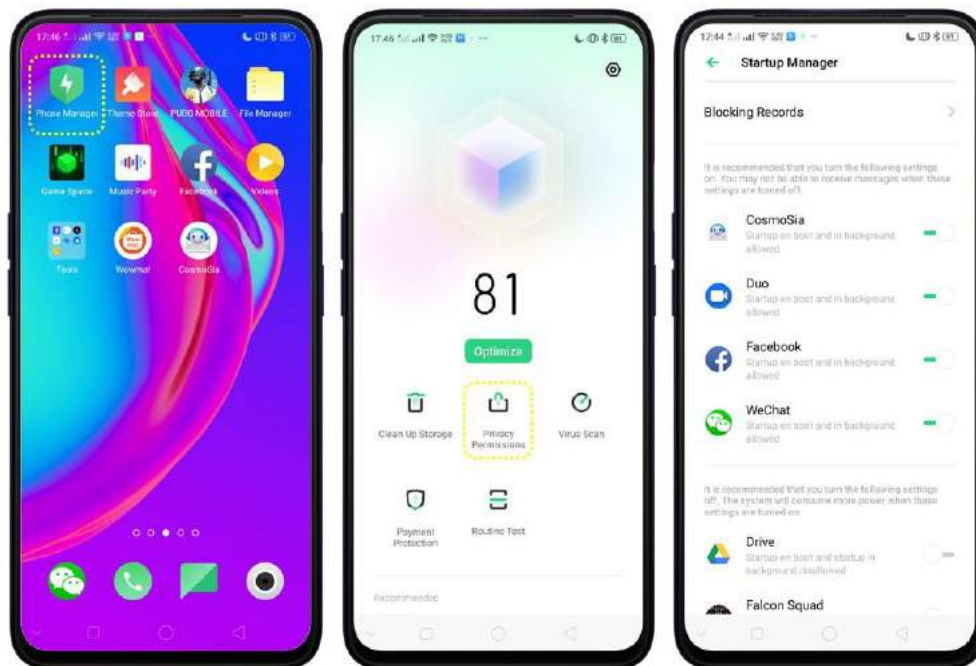 17:46
Phone Manager
Theme Store
PUBG MOBILE
File Manager
Game Space
Music Party
Facebook
Videos
Tools
Wowmol
CosmoSia
17:46
81
Optimize
Clean Up Storage
Privacy
Permissions
Virus Scan
Payment
Protection
Routine Test
Recommended
17:44
Startup Manager
Blocking Records
It is recommended that you turn the following settings
on. You may not be able to receive messages when these
settings are turned off.
CosmoSia
Startup on boot and in background
allowed
Duo
Startup on boot and in background
allowed
Facebook
Startup on boot and in background
allowed
WeChat
Startup on boot and in background
allowed
It is recommended that you turn the following settings
off. The system will consume more power when these
settings are turned on.
Drive
Startup on boot and startup in
background disallowed
Falcon Squad